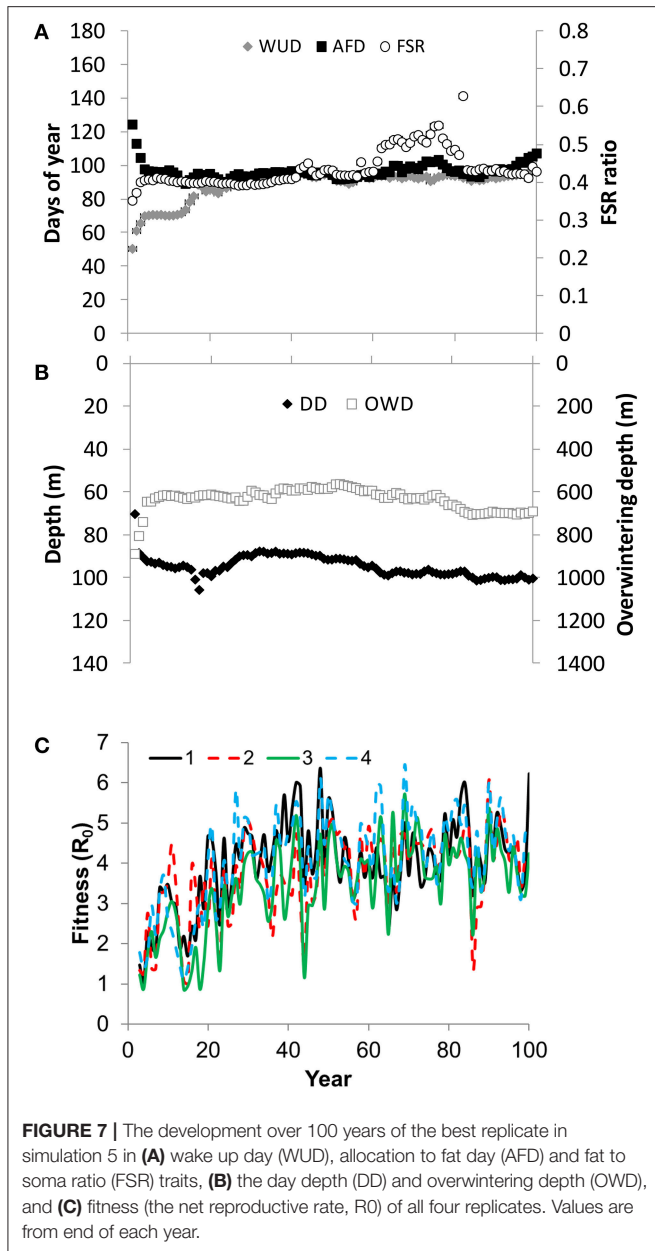 A
WUD AFD FSR
180
160
140
120
100
80
60
40
20
0
Days of year
0.8
0.7
0.6
0.5
0.4
0.3
0.2
0.1
0
FSR ratio
B
DD OWD
0
20
40
60
80
100
120
140
Depth (m)
0
200
400
600
800
1000
1200
1400
Overwintering depth (m)
C
1 2 3 4
7
6
5
4
3
2
1
0
Fitness (R0)
0 20 40 60 80 100
Year
FIGURE 7 | The development over 100 years of the best replicate in
simulation 5 in (A) wake up day (WUD), allocation to fat day (AFD) and fat to
soma ratio (FSR) traits, (B) the day depth (DD) and overwintering depth (OWD),
and (C) fitness (the net reproductive rate, R0) of all four replicates. Values are
from end of each year.